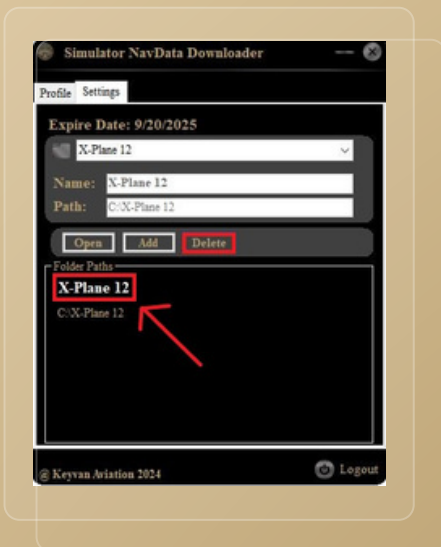 Simulator NavData Downloader
Profile Settings
Expire Date: 9/20/2025
X-Plane 12
Name: X-Plane 12
Path: C:\X-Plane 12
Open Add Delete
Folder Paths
X-Plane 12
C:\X-Plane 12
@ Keyvan Aviation 2024 Logout